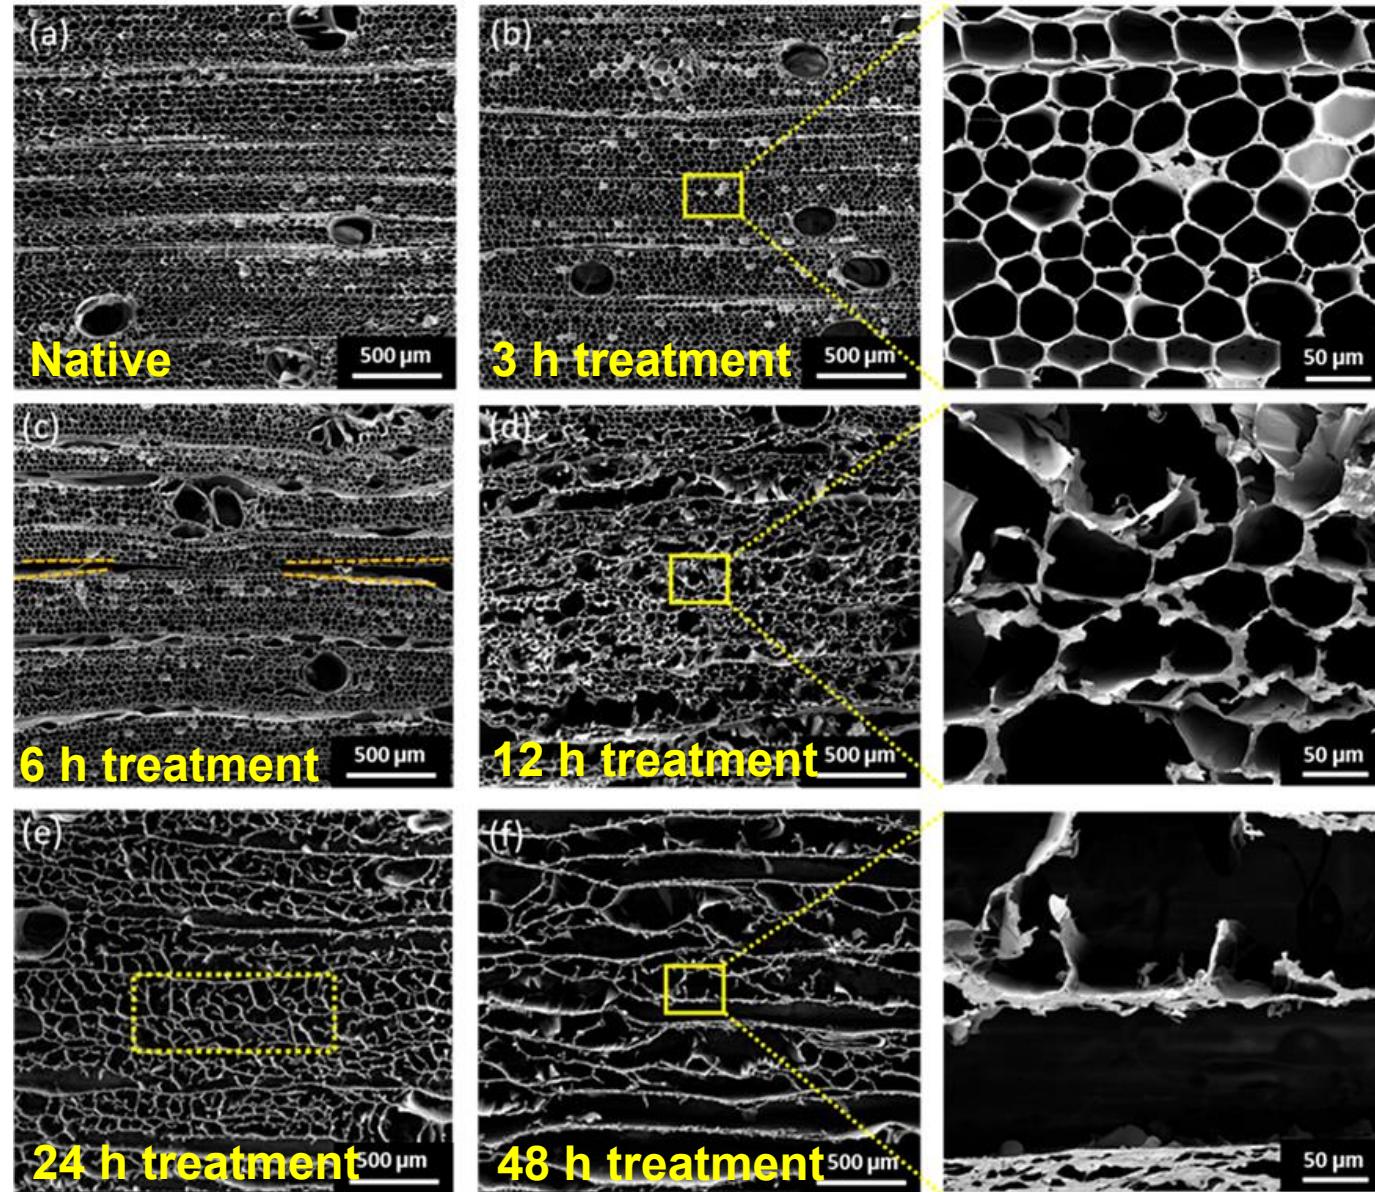 (a)
Native
500 µm
(b)
3 h treatment
500 µm
50 µm
(c)
6 h treatment
500 µm
(d)
12 h treatment
500 µm
50 µm
(e)
24 h treatment
500 µm
(f)
48 h treatment
500 µm
50 µm